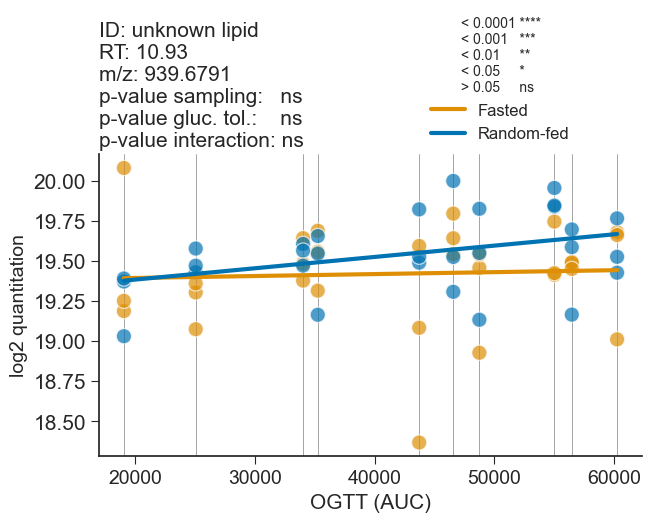 ID: unknown lipid
RT: 10.93
m/z: 939.6791
p-value sampling: ns
p-value gluc. tol.: ns
p-value interaction: ns
< 0.0001 ****
< 0.001 ***
< 0.01 **
< 0.05 *
> 0.05 ns
Fasted
Random-fed
20.00
19.75
19.50
19.25
19.00
18.75
18.50
log2 quantitation
20000 30000 40000 50000 60000
OGTT (AUC)